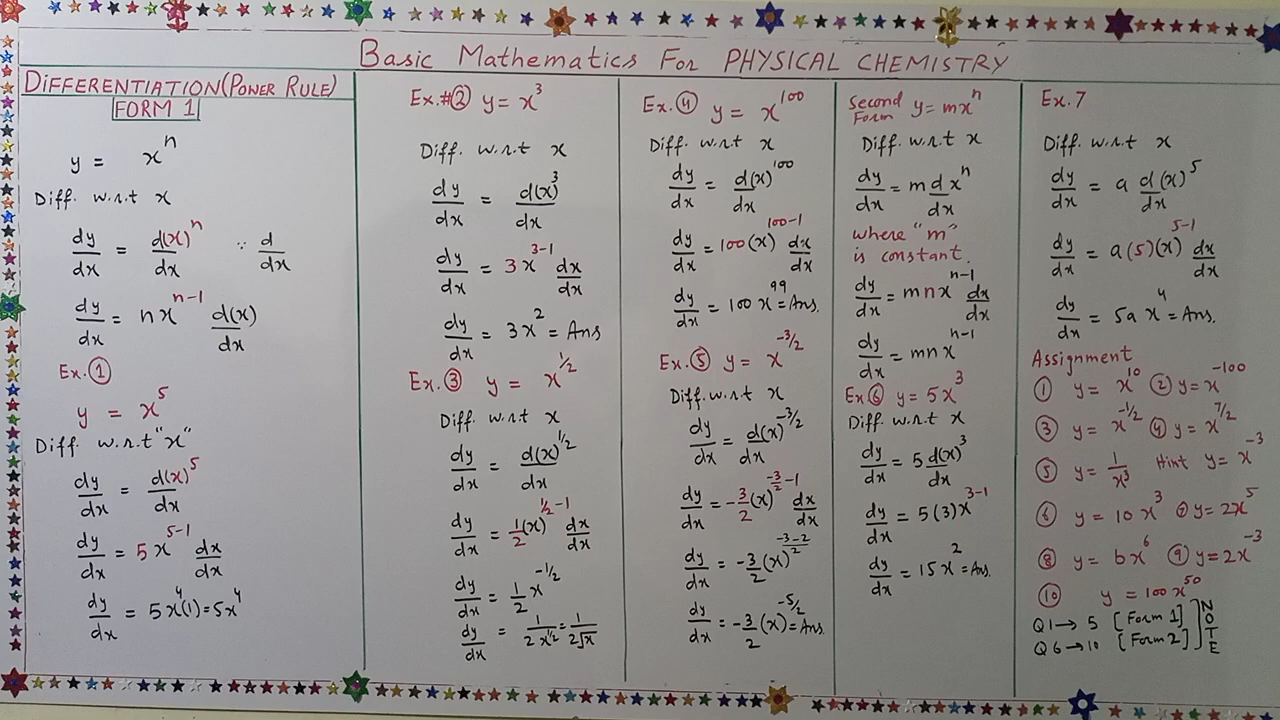 Basic Mathematics For PHYSICAL CHEMISTRY
DIFFERENTIATION(POWER RULE)
FORM 1
y = x^n
Diff. w.r.t x
dy/dx = d(x)^n/dx ∵ d/dx
dy/dx = nx^(n-1) d(x)/dx
Ex. ①
y = x^5
Diff w.r.t "x"
dy/dx = d(x)^5/dx
dy/dx = 5x^(5-1) dx/dx
dy/dx = 5x^4(1) = 5x^4
Ex.#② y = x^3
Diff. w.r.t x
dy/dx = d(x)^3/dx
dy/dx = 3x^(3-1) dx/dx
dy/dx = 3x^2 = Ans
Ex. ③ y = x^(1/2)
Diff w.r.t x
dy/dx = d(x)^(1/2)/dx
dy/dx = 1/2(x)^(1/2-1) dx/dx
dy/dx = 1/2 x^(-1/2)
dy/dx = 1/(2x^(1/2)) = 1/(2√x)
Ex. ④ y = x^100
Diff w.r.t x
dy/dx = d(x)^100/dx
dy/dx = 100(x)^(100-1) dx/dx
dy/dx = 100x^99 = Ans.
Ex. ⑤ y = x^(-3/2)
Diff. w.r.t x
dy/dx = d(x)^(-3/2)/dx
dy/dx = -3/2(x)^(-3/2-1) dx/dx
dy/dx = -3/2(x)^((-3-2)/2)
dy/dx = -3/2(x)^(-5/2) = Ans.
Second Form y = mx^n
Diff. w.r.t x
dy/dx = m dx^n/dx
where "m"
is constant.
dy/dx = mnx^(n-1) dx/dx
dy/dx = mnx^(n-1)
Ex ⑥ y = 5x^3
Diff. w.r.t x
dy/dx = 5 d(x)^3/dx
dy/dx = 5(3)x^(3-1)
dy/dx = 15x^2 = Ans.
Ex. 7
Diff w.r.t x
dy/dx = a d(x)^5/dx
dy/dx = a(5)(x)^(5-1) dx/dx
dy/dx = 5a x^4 = Ans.
Assignment
① y = x^10 ② y = x^-100
③ y = x^(-1/2) ④ y = x^(7/2)
⑤ y = 1/x^3 Hint y = x^-3
⑥ y = 10x^3 ⑦ y = 2x^5
⑧ y = bx^6 ⑨ y = 2x^-3
⑩ y = 100x^50
Q1→ 5 [Form 1]
Q6→10 [Form 2]
NOTE